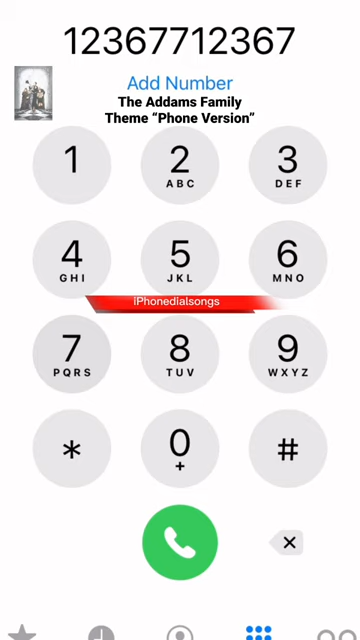 12367712367
Add Number
The Addams Family
Theme “Phone Version”
1
2
ABC
3
DEF
4
GHI
5
JKL
6
MNO
iPhonedialsongs
7
PQRS
8
TUV
9
WXYZ
*
0
+
#